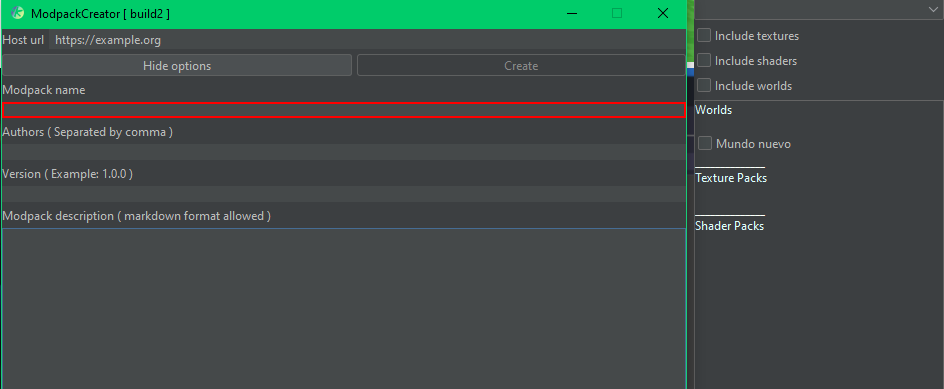 ModpackCreator [ build2 ]
Host url https://example.org
Hide options
Create
Modpack name
Authors ( Separated by comma )
Version ( Example: 1.0.0 )
Modpack description ( markdown format allowed )
Include textures
Include shaders
Include worlds
Worlds
Mundo nuevo
Texture Packs
Shader Packs